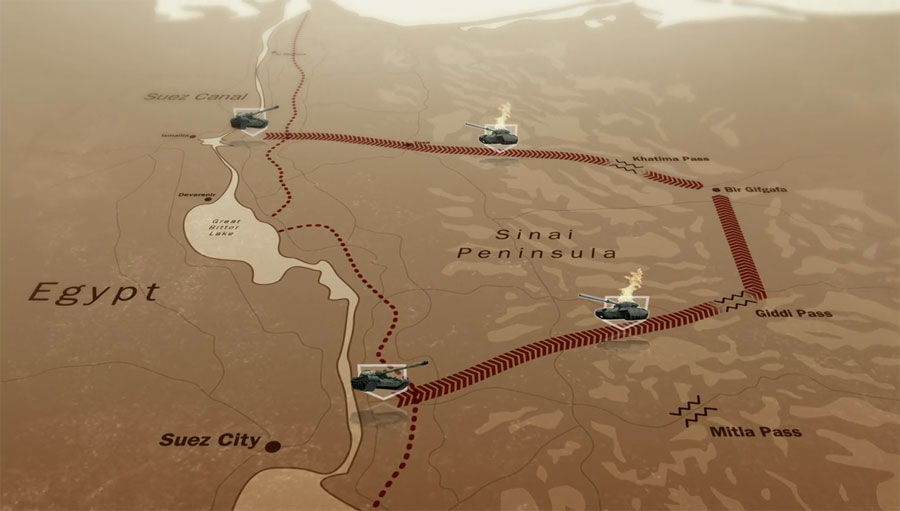 Suez Canal
Ismailia
Khatima Pass
Deversoir
Bir Gifgafa
Great
Bitter
Lake
Sinai
Peninsula
Egypt
Giddi Pass
Suez City
Mitla Pass